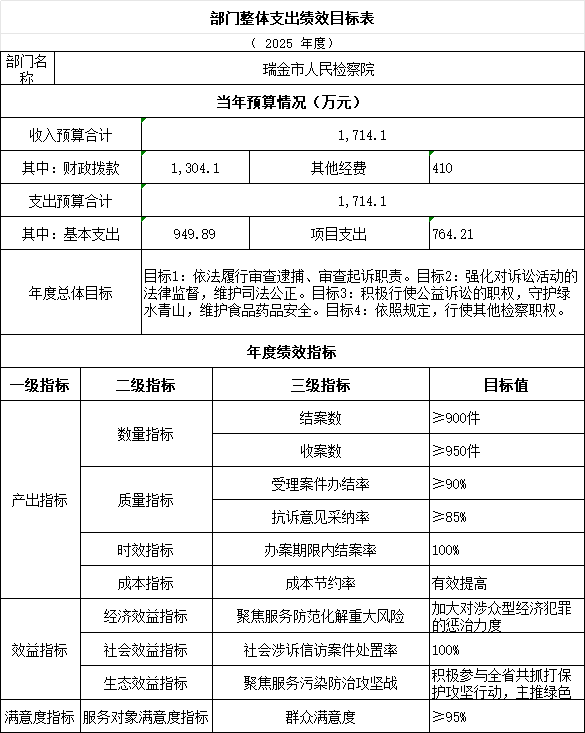 部门整体支出绩效目标表
( 2025 年度)
部门名称 瑞金市人民检察院
当年预算情况（万元）
收入预算合计 1,714.1
其中：财政拨款 1,304.1 其他经费 410
支出预算合计 1,714.1
其中：基本支出 949.89 项目支出 764.21
年度总体目标
目标1：依法履行审查逮捕、审查起诉职责。目标2：强化对诉讼活动的
法律监督，维护司法公正。目标3：积极行使公益诉讼的职权，守护绿
水青山，维护食品药品安全。目标4：依照规定，行使其他检察职权。
年度绩效指标
一级指标 二级指标 三级指标 目标值
产出指标 数量指标 结案数 ≥900件
收案数 ≥950件
质量指标 受理案件办结率 ≥90%
抗诉意见采纳率 ≥85%
时效指标 办案期限内结案率 100%
成本指标 成本节约率 有效提高
效益指标 经济效益指标 聚焦服务防范化解重大风险 加大对涉众型经济犯罪
的惩治力度
社会效益指标 社会涉诉信访案件处置率 100%
生态效益指标 聚焦服务污染防治攻坚战 积极参与全省共抓打保
护攻坚行动，主推绿色
满意度指标 服务对象满意度指标 群众满意度 ≥95%